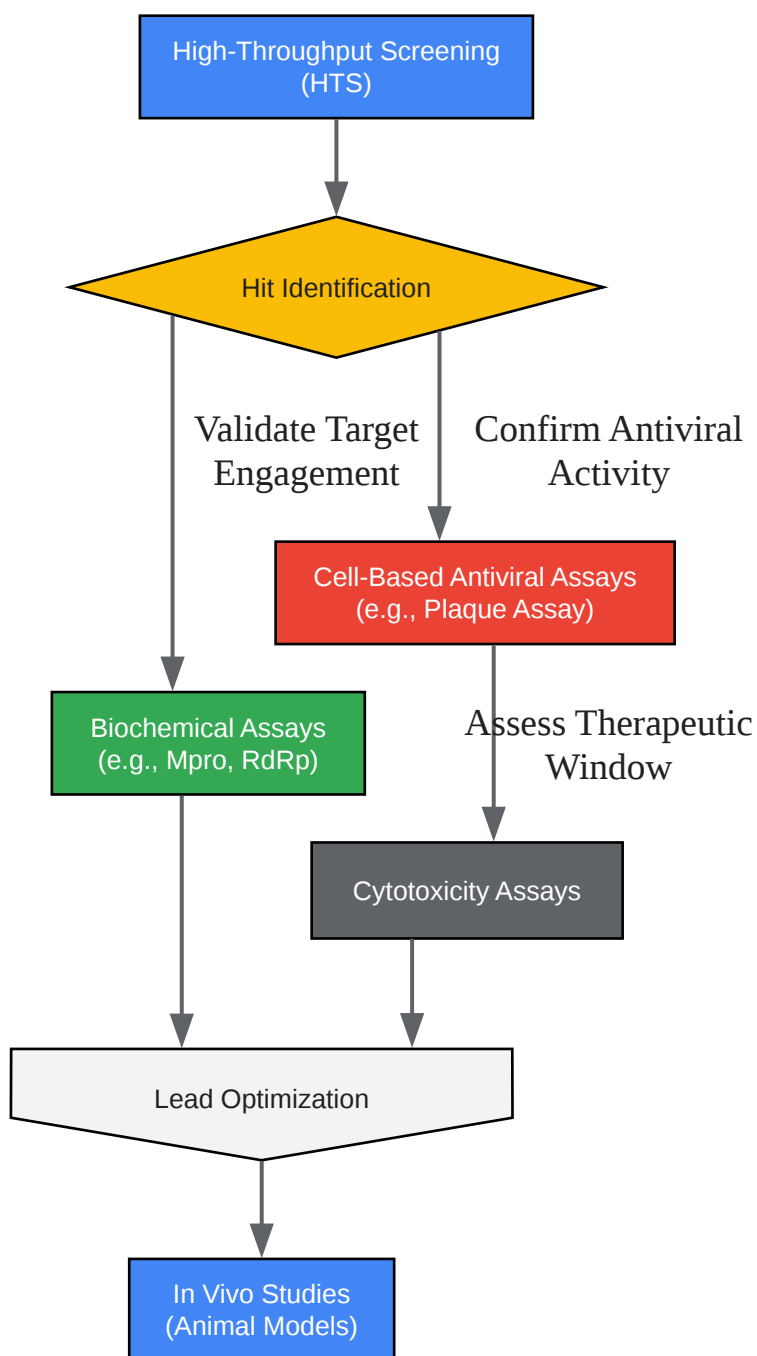 High-Throughput Screening
(HTS)
Hit Identification
Validate Target
Engagement
Confirm Antiviral
Activity
Cell-Based Antiviral Assays
(e.g., Plaque Assay)
Biochemical Assays
(e.g., Mpro, RdRp)
Assess Therapeutic
Window
Cytotoxicity Assays
Lead Optimization
In Vivo Studies
(Animal Models)